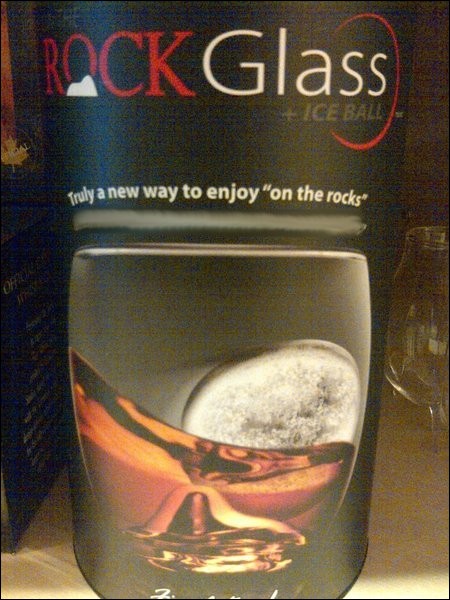 ROCK Glass
+ ICE BALL
Truly a new way to enjoy "on the rocks"